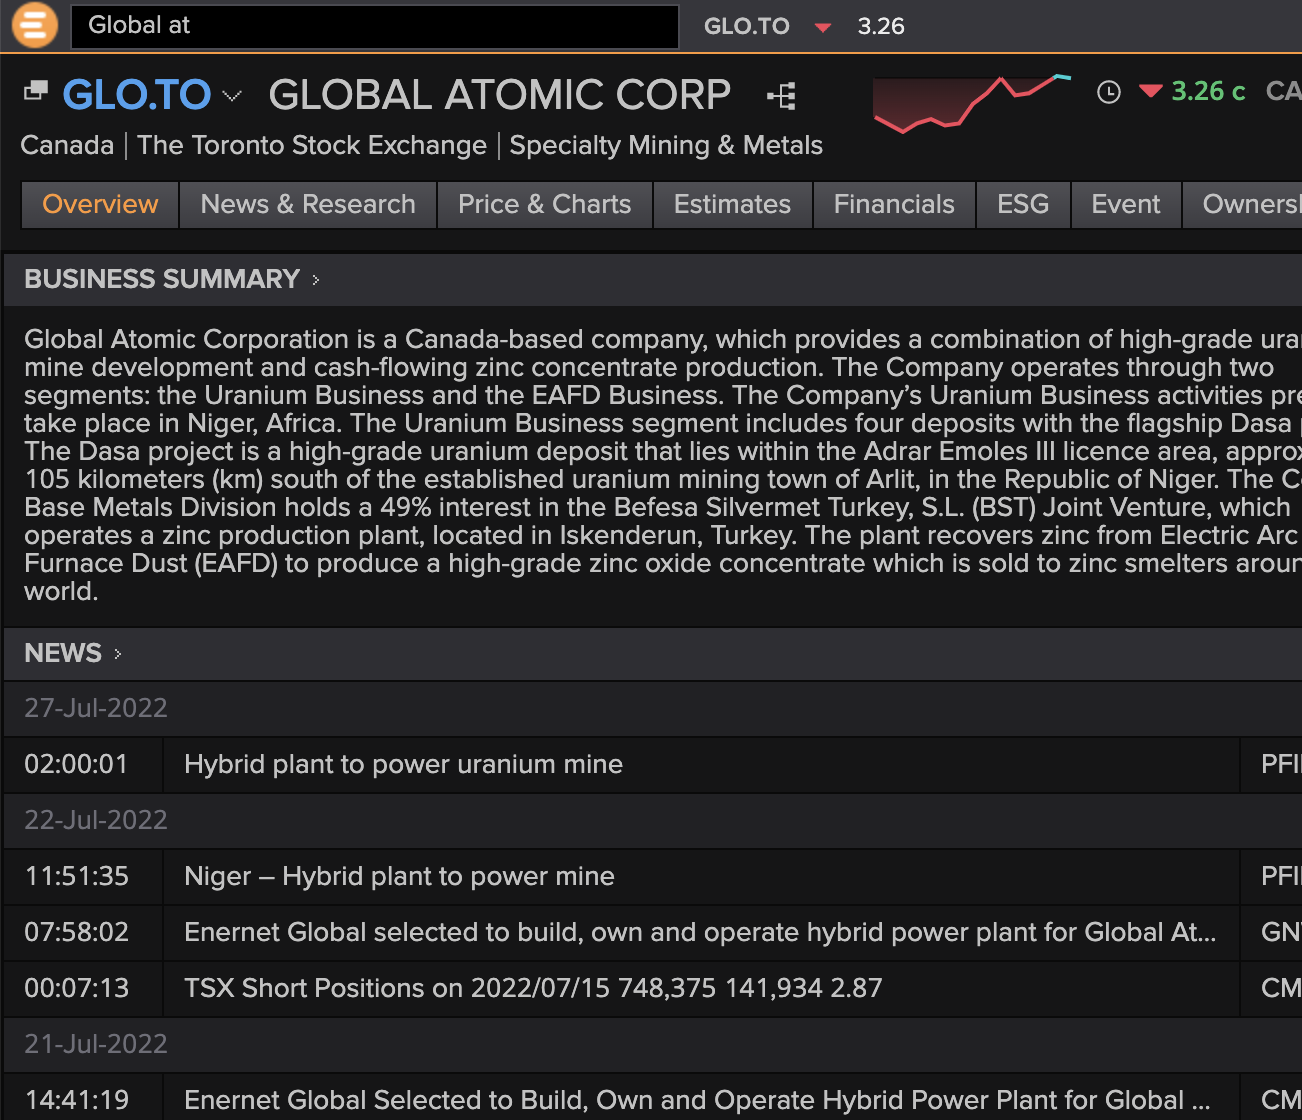 Global at
GLO.TO 3.26
GLO.TO GLOBAL ATOMIC CORP 3.26 c CA
Canada | The Toronto Stock Exchange | Specialty Mining & Metals
Overview News & Research Price & Charts Estimates Financials ESG Event Owners
BUSINESS SUMMARY
Global Atomic Corporation is a Canada-based company, which provides a combination of high-grade ura
mine development and cash-flowing zinc concentrate production. The Company operates through two
segments: the Uranium Business and the EAFD Business. The Company's Uranium Business activities pre
take place in Niger, Africa. The Uranium Business segment includes four deposits with the flagship Dasa
The Dasa project is a high-grade uranium deposit that lies within the Adrar Emoles III licence area, approx
105 kilometers (km) south of the established uranium mining town of Arlit, in the Republic of Niger. The C
Base Metals Division holds a 49% interest in the Befesa Silvermet Turkey, S.L. (BST) Joint Venture, which
operates a zinc production plant, located in Iskenderun, Turkey. The plant recovers zinc from Electric Arc
Furnace Dust (EAFD) to produce a high-grade zinc oxide concentrate which is sold to zinc smelters aroun
world.
NEWS
27-Jul-2022
02:00:01 Hybrid plant to power uranium mine PFI
22-Jul-2022
11:51:35 Niger – Hybrid plant to power mine PFI
07:58:02 Enernet Global selected to build, own and operate hybrid power plant for Global At... GN
00:07:13 TSX Short Positions on 2022/07/15 748,375 141,934 2.87 CM
21-Jul-2022
14:41:19 Enernet Global Selected to Build, Own and Operate Hybrid Power Plant for Global ... CM